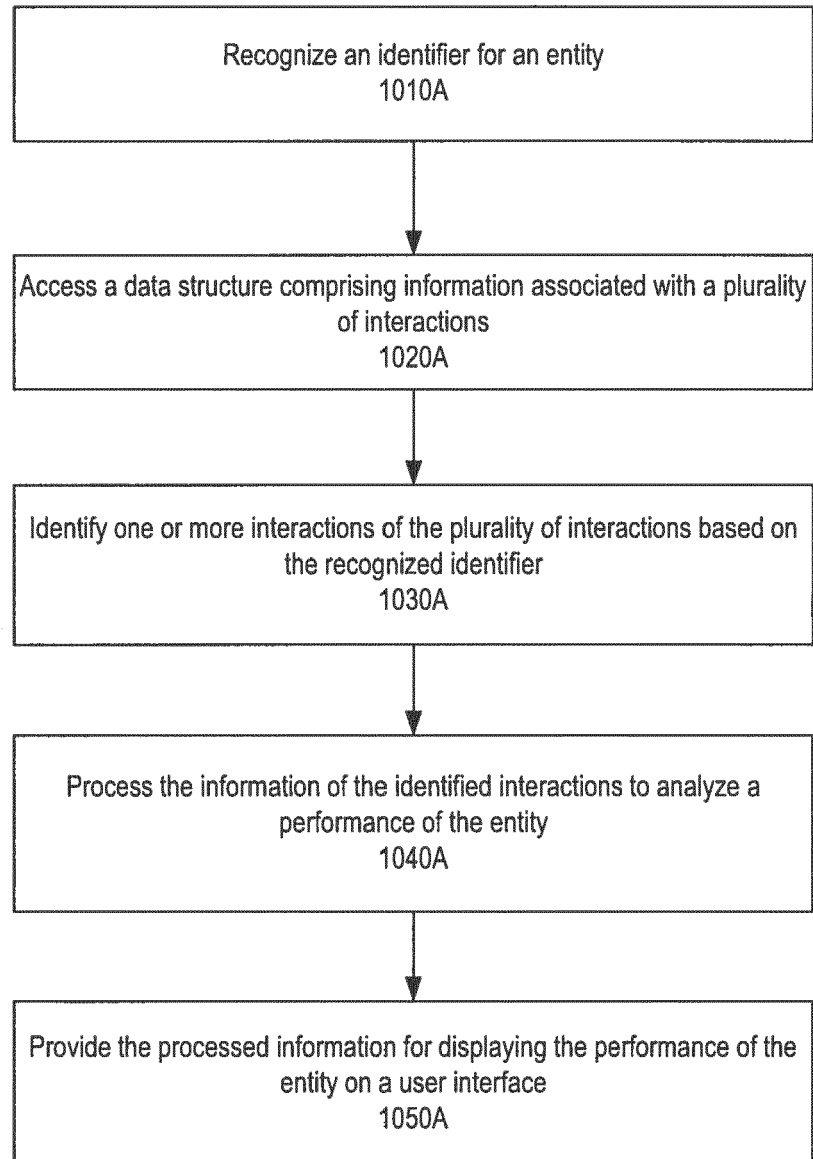 Recognize an identifier for an entity
1010A
Access a data structure comprising information associated with a plurality
of interactions
1020A
Identify one or more interactions of the plurality of interactions based on
the recognized identifier
1030A
Process the information of the identified interactions to analyze a
performance of the entity
1040A
Provide the processed information for displaying the performance of the
entity on a user interface
1050A